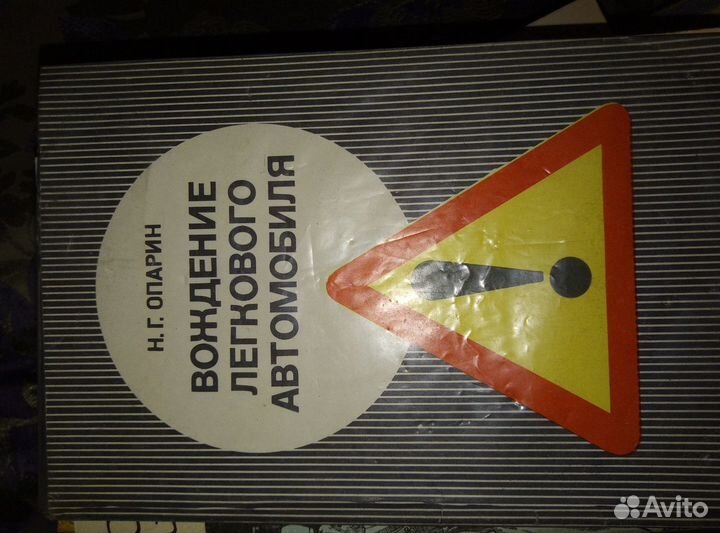 Н. Г. ОПАРИН
ВОЖДЕНИЕ
ЛЕГКОВОГО
АВТОМОБИЛЯ
!
Avito